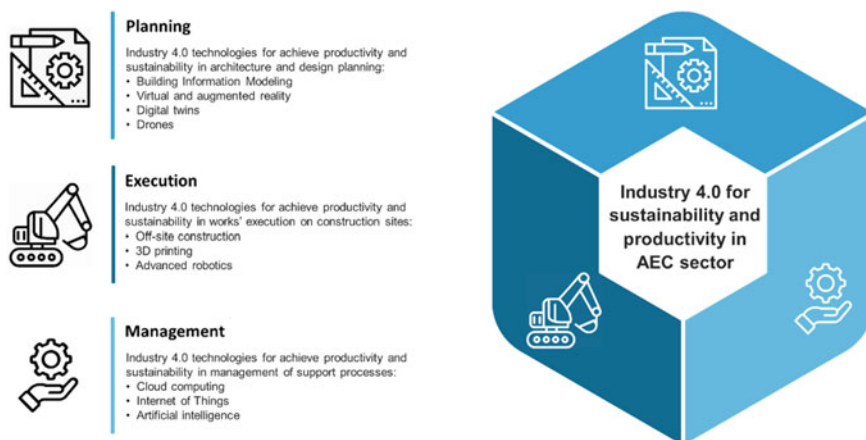 Planning
Industry 4.0 technologies for achieve productivity and
sustainability in architecture and design planning:
• Building Information Modeling
• Virtual and augmented reality
• Digital twins
• Drones
Execution
Industry 4.0 technologies for achieve productivity and
sustainability in works' execution on construction sites:
• Off-site construction
• 3D printing
• Advanced robotics
Management
Industry 4.0 technologies for achieve productivity and
sustainability in management of support processes:
• Cloud computing
• Internet of Things
• Artificial intelligence
Industry 4.0 for
sustainability and
productivity in
AEC sector